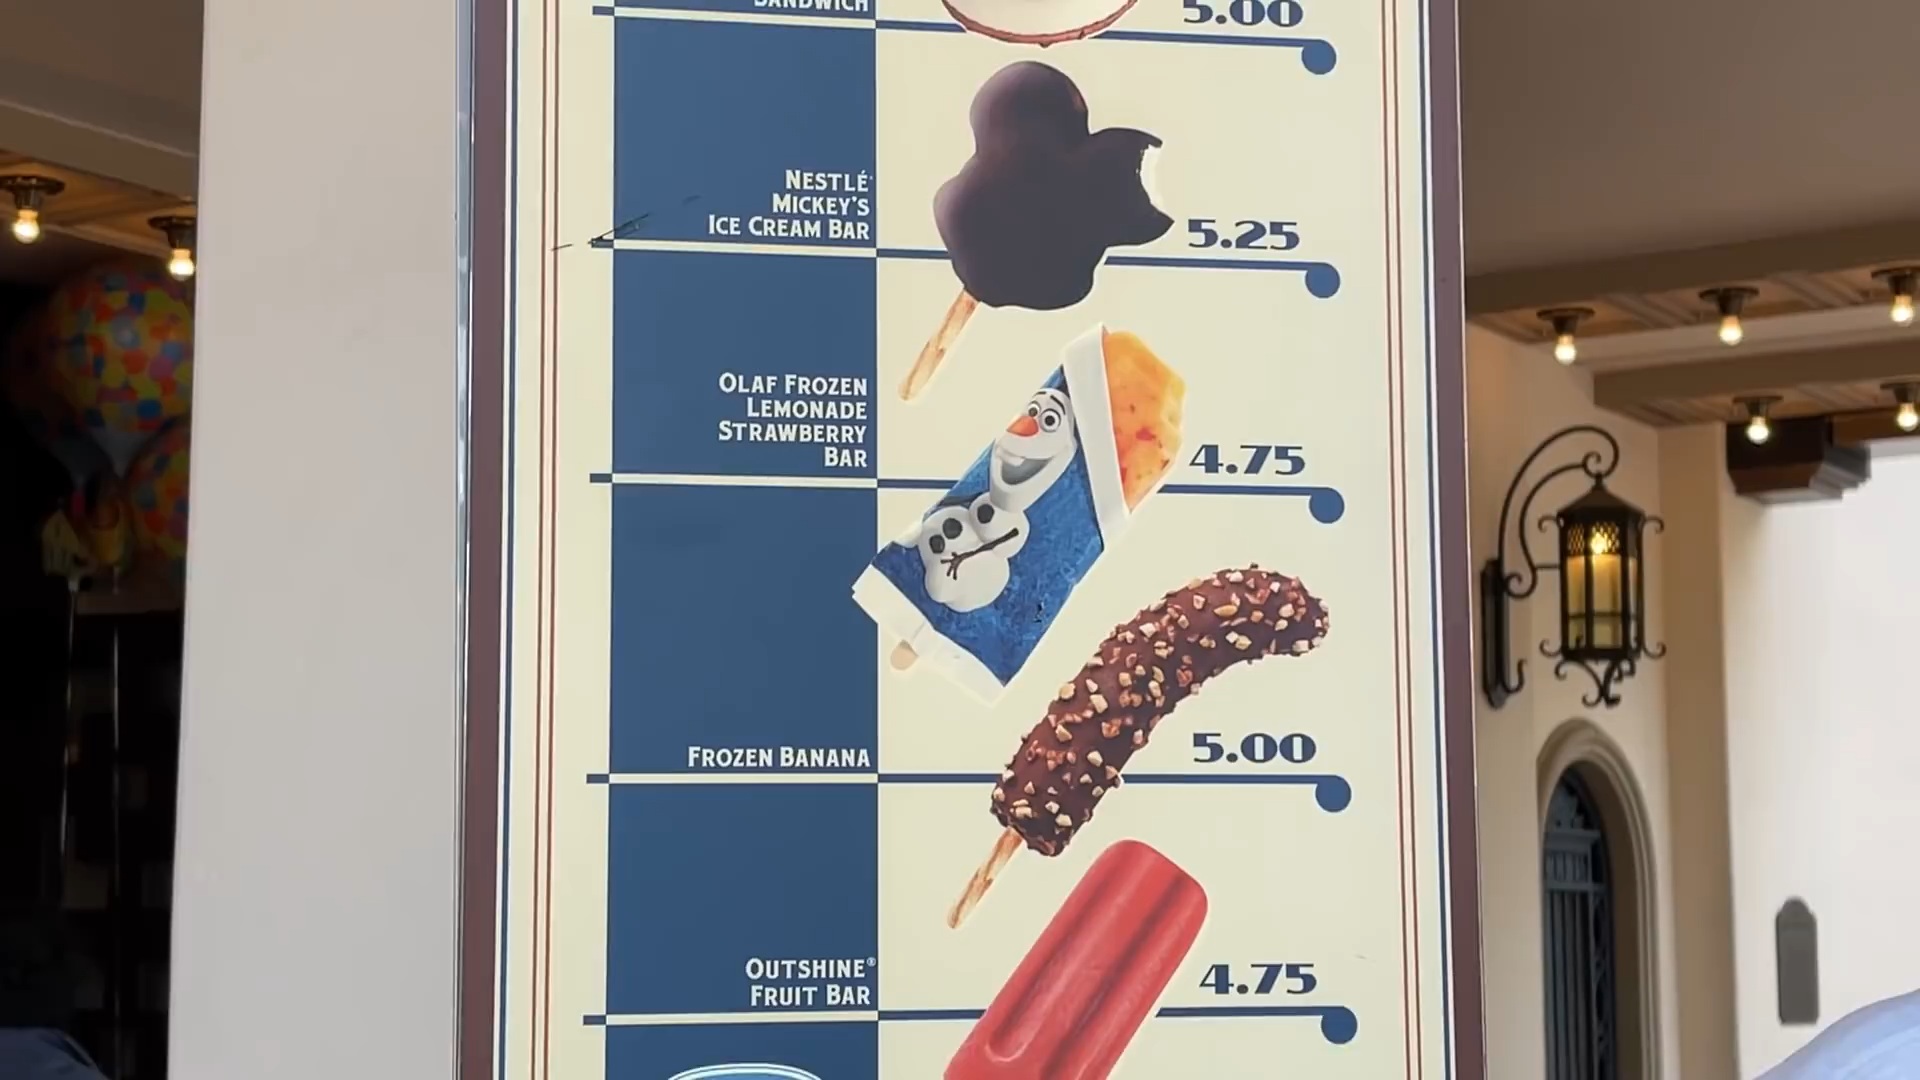 SANDWICH 5.00
NESTLÉ
MICKEY'S
ICE CREAM BAR 5.25
OLAF FROZEN
LEMONADE
STRAWBERRY
BAR 4.75
FROZEN BANANA 5.00
OUTSHINE®
FRUIT BAR 4.75